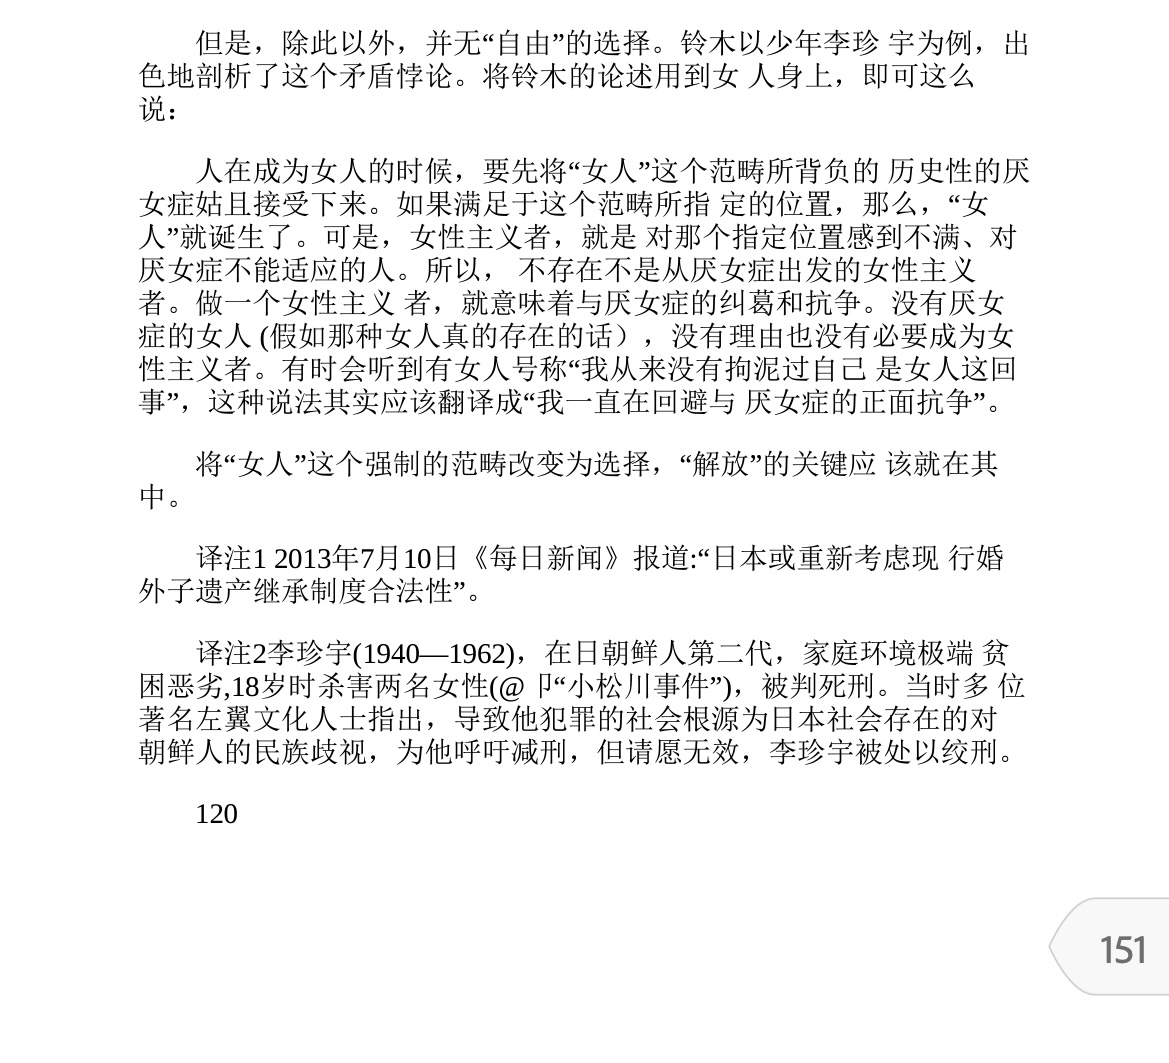 但是，除此以外，并无“自由”的选择。铃木以少年李珍 宇为例，出
色地剖析了这个矛盾悖论。将铃木的论述用到女 人身上，即可这么
说：
人在成为女人的时候，要先将“女人”这个范畴所背负的 历史性的厌
女症姑且接受下来。如果满足于这个范畴所指 定的位置，那么，“女
人”就诞生了。可是，女性主义者，就是 对那个指定位置感到不满、对
厌女症不能适应的人。所以， 不存在不是从厌女症出发的女性主义
者。做一个女性主义 者，就意味着与厌女症的纠葛和抗争。没有厌女
症的女人 (假如那种女人真的存在的话），没有理由也没有必要成为女
性主义者。有时会听到有女人号称“我从来没有拘泥过自己 是女人这回
事”，这种说法其实应该翻译成“我一直在回避与 厌女症的正面抗争”。
将“女人”这个强制的范畴改变为选择，“解放”的关键应 该就在其
中。
译注1 2013年7月10日《每日新闻》报道:“日本或重新考虑现 行婚
外子遗产继承制度合法性”。
译注2李珍宇(1940—1962)，在日朝鲜人第二代，家庭环境极端 贫
困恶劣,18岁时杀害两名女性(@卩“小松川事件”)，被判死刑。当时多 位
著名左翼文化人士指出，导致他犯罪的社会根源为日本社会存在的对
朝鲜人的民族歧视，为他呼吁减刑，但请愿无效，李珍宇被处以绞刑。
120
151